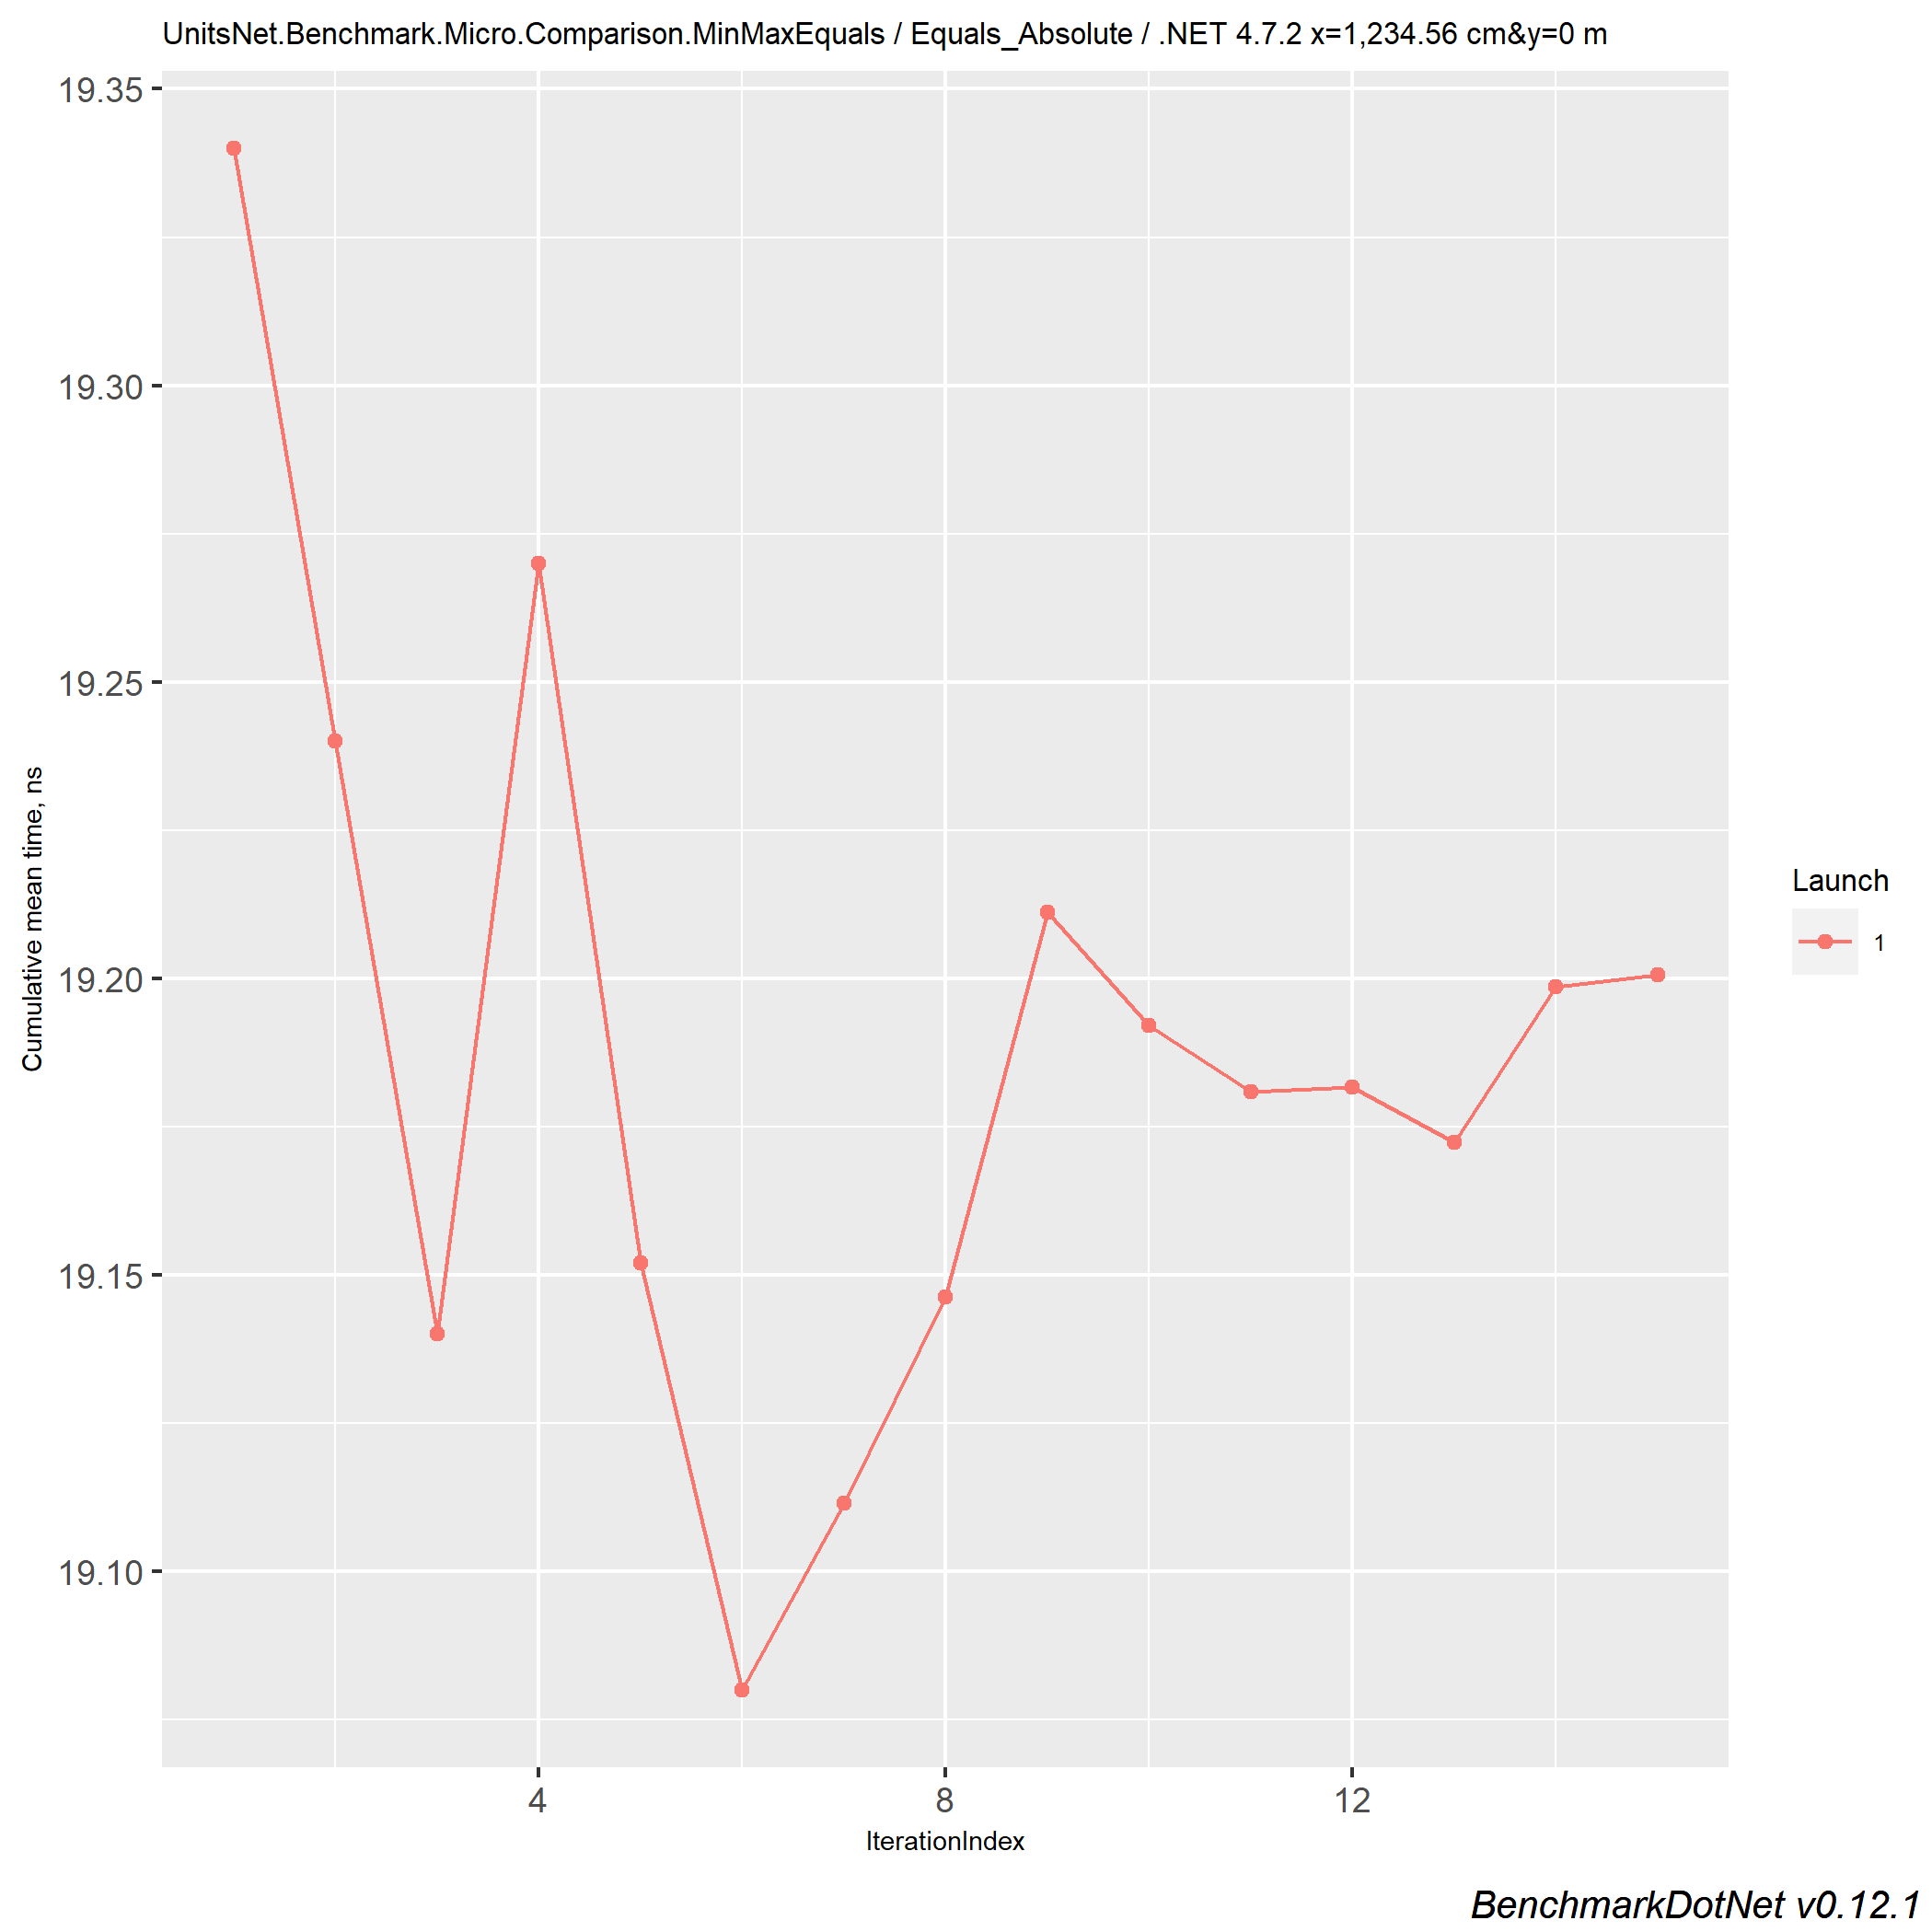 UnitsNet.Benchmark.Micro.Comparison.MinMaxEquals / Equals_Absolute / .NET 4.7.2 x=1,234.56 cm&y=0 m
19.35
19.30
19.25
19.20
19.15
19.10
Cumulative mean time, ns
4
8
12
IterationIndex
Launch
1
BenchmarkDotNet v0.12.1